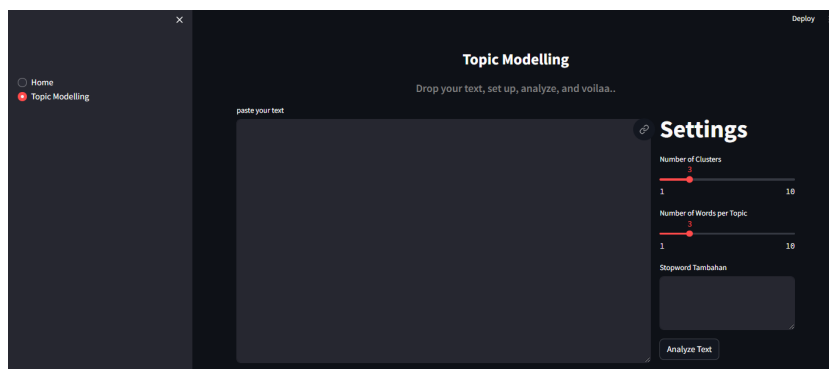 Deploy
Home
Topic Modelling
Topic Modelling
Drop your text, set up, analyze, and voilaa..
paste your text
Settings
Number of Clusters
3
1 10
Number of Words per Topic
3
1 10
Stopword Tambahan
Analyze Text